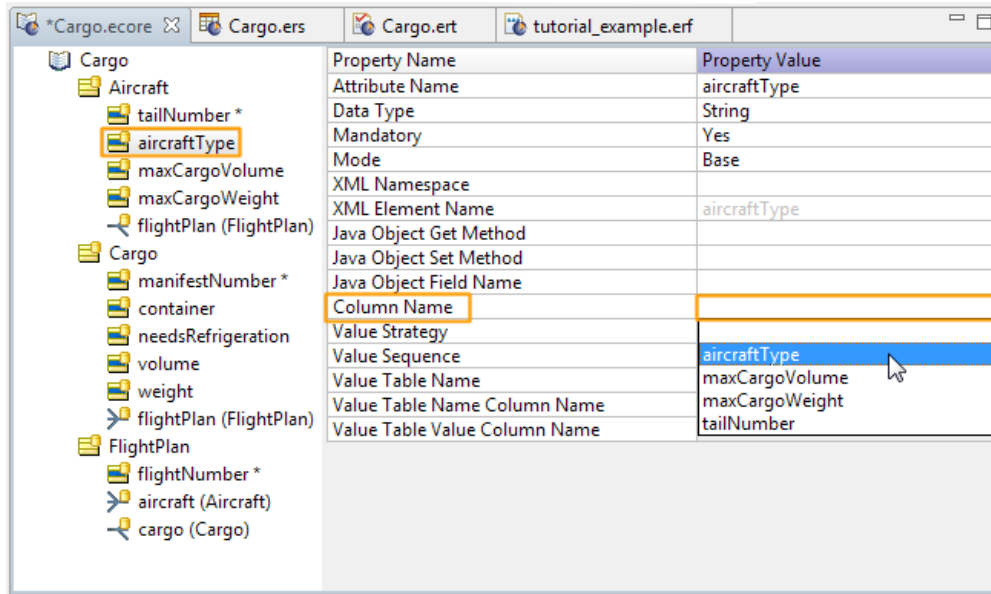 *Cargo.ecore Cargo.ers Cargo.ert tutorial_example.erf
Cargo
Aircraft
tailNumber *
aircraftType
maxCargoVolume
maxCargoWeight
flightPlan (FlightPlan)
Cargo
manifestNumber *
container
needsRefrigeration
volume
weight
flightPlan (FlightPlan)
FlightPlan
flightNumber *
aircraft (Aircraft)
cargo (Cargo)
Property Name Property Value
Attribute Name aircraftType
Data Type String
Mandatory Yes
Mode Base
XML Namespace
XML Element Name aircraftType
Java Object Get Method
Java Object Set Method
Java Object Field Name
Column Name
Value Strategy
Value Sequence
Value Table Name
Value Table Name Column Name
Value Table Value Column Name
aircraftType
maxCargoVolume
maxCargoWeight
tailNumber